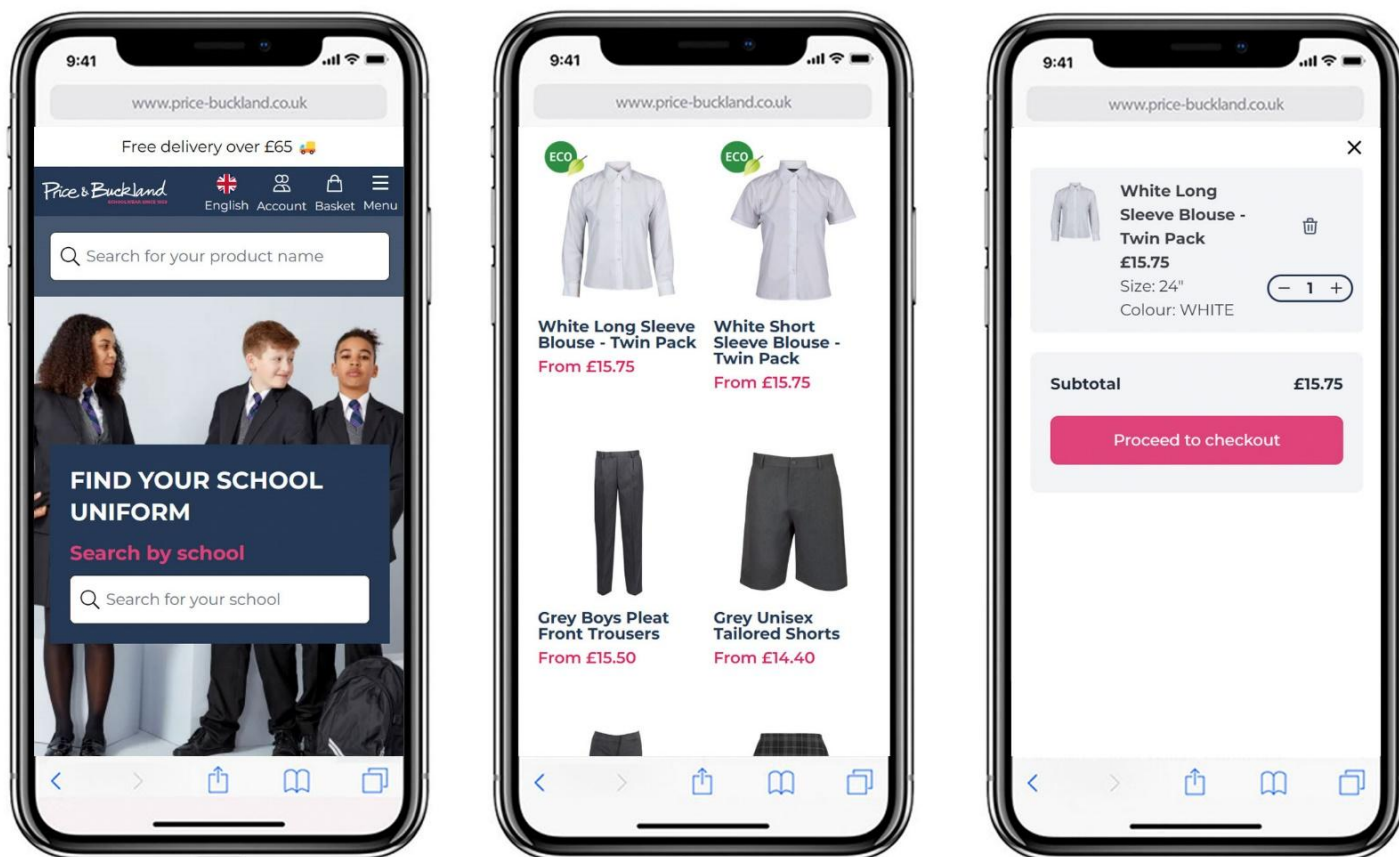 9:41
www.price-buckland.co.uk
Free delivery over £65
Price & Buckland
SCHOOLWEAR SINCE 1950
English Account Basket Menu
Search for your product name
FIND YOUR SCHOOL
UNIFORM
Search by school
Search for your school
9:41
www.price-buckland.co.uk
ECO
ECO
White Long Sleeve
Blouse - Twin Pack
From £15.75
White Short
Sleeve Blouse -
Twin Pack
From £15.75
Grey Boys Pleat
Front Trousers
From £15.50
Grey Unisex
Tailored Shorts
From £14.40
9:41
www.price-buckland.co.uk
White Long
Sleeve Blouse -
Twin Pack
£15.75
Size: 24"
Colour: WHITE
− 1 +
Subtotal £15.75
Proceed to checkout